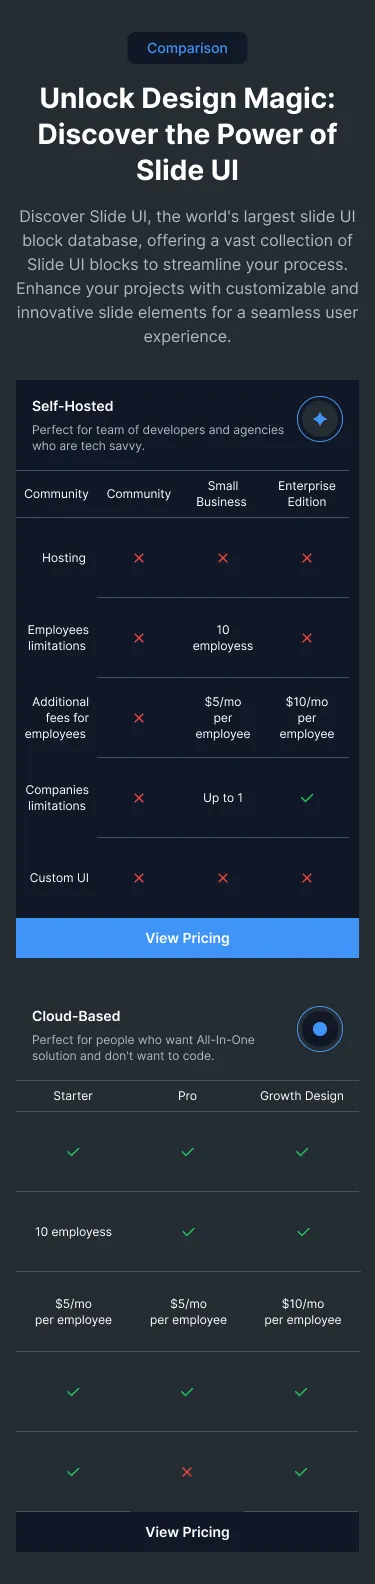 Comparison
Unlock Design Magic:
Discover the Power of
Slide UI
Discover Slide UI, the world's largest slide UI
block database, offering a vast collection of
Slide UI blocks to streamline your process.
Enhance your projects with customizable and
innovative slide elements for a seamless user
experience.
Self-Hosted
Perfect for team of developers and agencies
who are tech savvy.
Community
Community
Small
Business
Enterprise
Edition
Hosting
Employees
limitations
10
employess
Additional
fees for
employees
$5/mo
per
employee
$10/mo
per
employee
Companies
limitations
Up to 1
Custom UI
View Pricing
Cloud-Based
Perfect for people who want All-In-One
solution and don't want to code.
Starter
Pro
Growth Design
10 employess
$5/mo
per employee
$5/mo
per employee
$10/mo
per employee
View Pricing